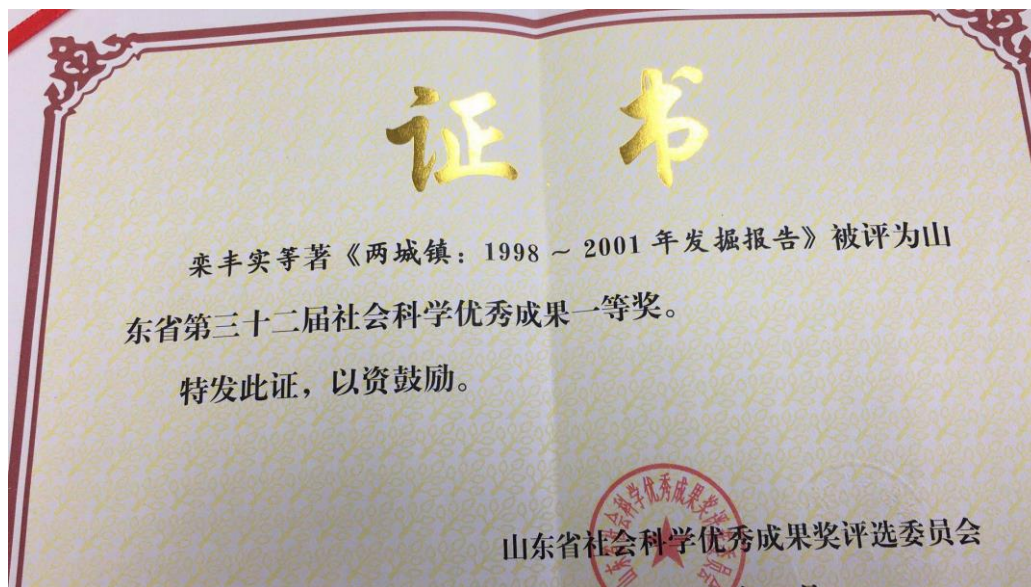 证书
栾丰实等著《两城镇：1998～2001年发掘报告》被评为山
东省第三十二届社会科学优秀成果一等奖。
特发此证，以资鼓励。
山东省社会科学优秀成果奖评选委员会